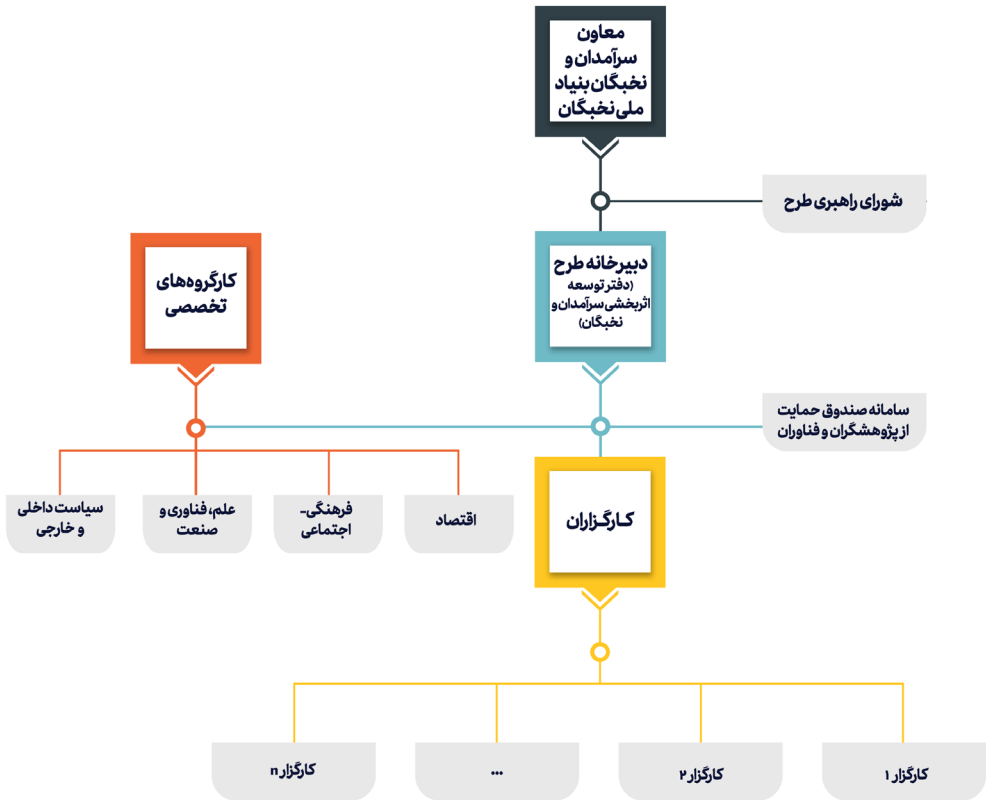 معاون
سرآمدان و
نخبگان بنیاد
ملی نخبگان
شورای راهبری طرح
دبیرخانه طرح
(دفتر توسعه
اثربخشی سرآمدان و
نخبگان)
کارگروه‌های
تخصصی
سامانه صندوق حمایت
از پژوهشگران و فناوران
اقتصاد
فرهنگی-
اجتماعی
علم، فناوری و
صنعت
سیاست داخلی
و خارجی
کارگزاران
کارگزار ۱
کارگزار ۲
...
کارگزار n